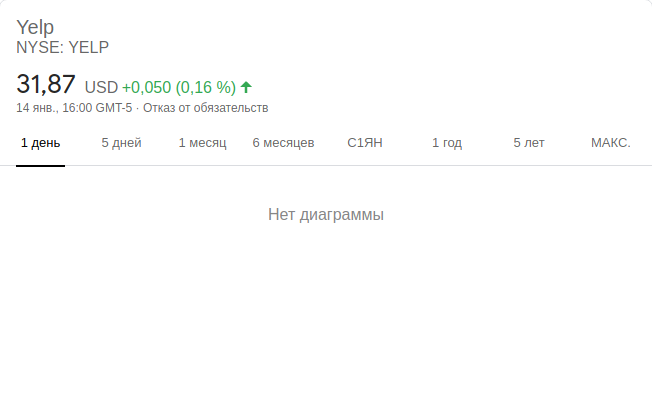 Yelp
NYSE: YELP
31,87 USD +0,050 (0,16 %)
14 янв., 16:00 GMT-5 · Отказ от обязательств
1 день 5 дней 1 месяц 6 месяцев С1ЯН 1 год 5 лет МАКС.
Нет диаграммы